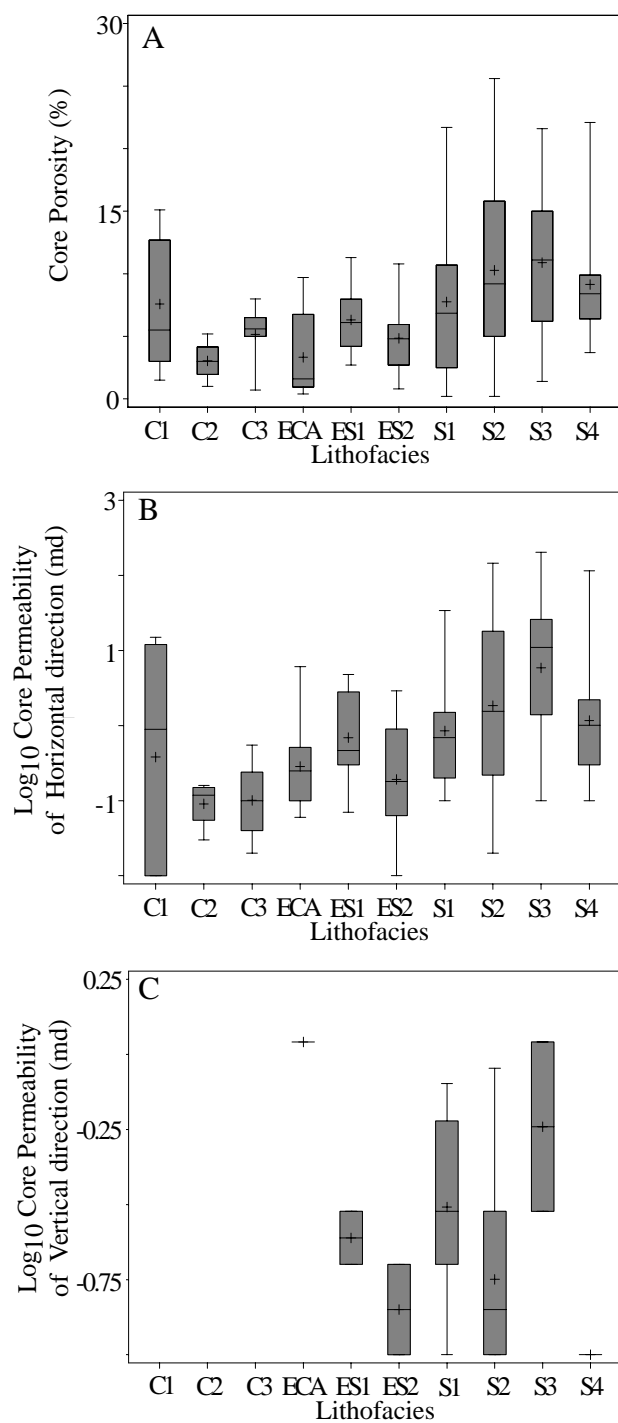 A
30
15
0
Core Porosity (%)
C1 C2 C3 ECA ES1 ES2 S1 S2 S3 S4
Lithofacies
B
3
1
-1
Log10 Core Permeability
of Horizontal direction (md)
C1 C2 C3 ECA ES1 ES2 S1 S2 S3 S4
Lithofacies
C
0.25
-0.25
-0.75
Log10 Core Permeability
of Vertical direction (md)
C1 C2 C3 ECA ES1 ES2 S1 S2 S3 S4
Lithofacies